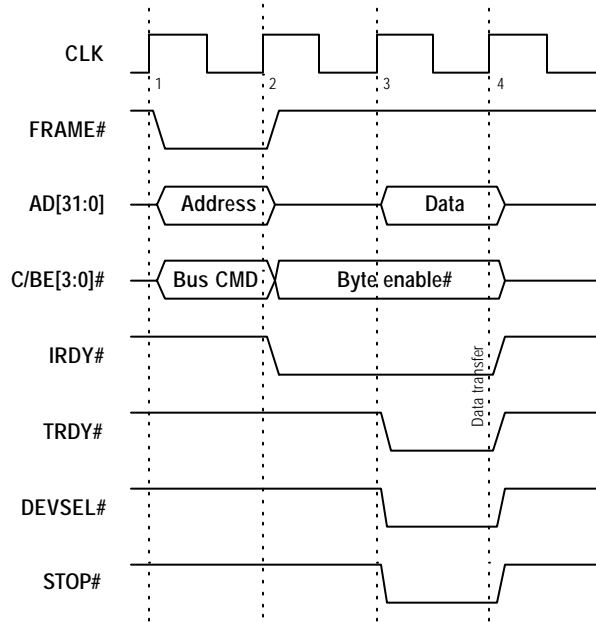 CLK
1
2
3
4
FRAME#
AD[31:0]
Address
Data
C/BE[3:0]#
Bus CMD
Byte enable#
IRDY#
Data transfer
TRDY#
DEVSEL#
STOP#